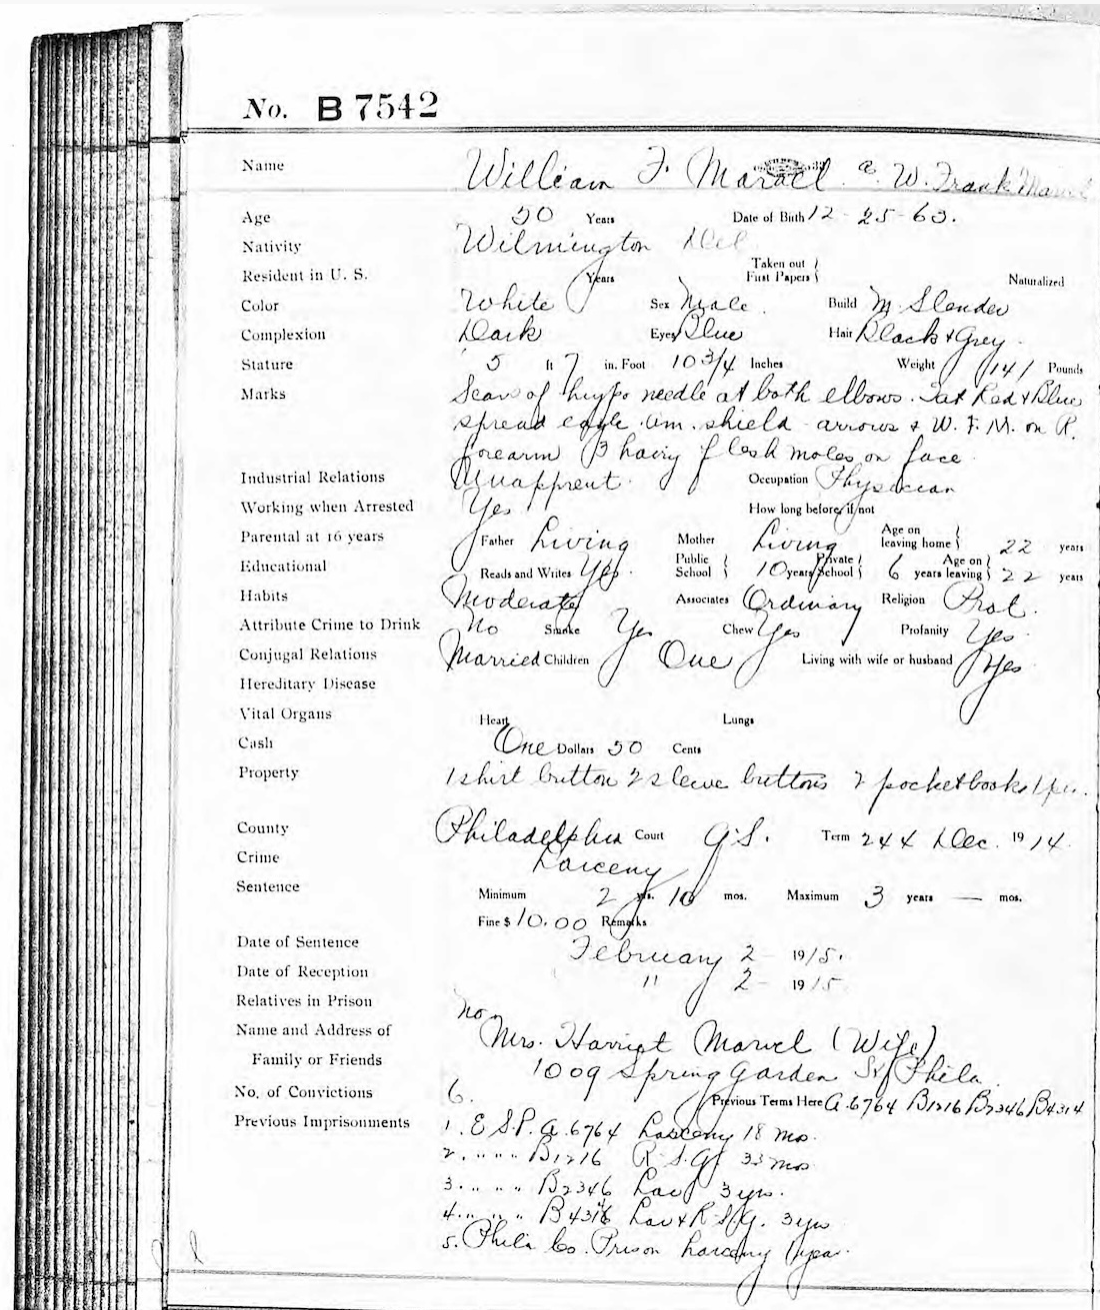 No. B 7542
Name William F. Marvel a. W. Frank Marvel
Age 50 Years Date of Birth 12-25-63.
Nativity Wilmington Del
Resident in U. S. Years Taken out First Papers Naturalized
Color White Sex Male. Build M Slender
Complexion Dark Eyes Blue Hair Black & Grey.
Stature 5 ft 7 in. Foot 10 3/4 Inches Weight 141 Pounds
Marks Scars of hypo needle at both elbows. Tat Red & Blue
spread eagle Am. shield - arrows & W. F. M. on R.
forearm 3 hairy flesh moles on face
Industrial Relations Unapprent. Occupation Physician
Working when Arrested Yes How long before, if not
Parental at 16 years Father Living Mother Living Age on leaving home 22 years
Educational Reads and Writes Yes. Public School 10 years Private School 6 years Age on leaving 22 years
Habits Moderate Associates Ordinary Religion Prot.
Attribute Crime to Drink No Smoke Yes Chew Yes Profanity Yes.
Conjugal Relations Married Children One Living with wife or husband Yes
Hereditary Disease
Vital Organs Heart Lungs
Cash One Dollars 50 Cents
Property 1 shirt button 2 sleeve buttons 2 pocketbooks 1
County Philadelphia Court Q.S. Term 244 Dec. 1914.
Crime Larceny
Sentence Minimum 2 yrs. 10 mos. Maximum 3 years — mos.
Fine $ 10.00 Remarks
Date of Sentence February 2 - 1915.
Date of Reception " 2 - 1915
Relatives in Prison No.
Name and Address of Mrs. Harriet Marvel (Wife)
Family or Friends 1009 Spring Garden St Phila
No. of Convictions 6. Previous Terms Here A.6764 B1216 B2346 B4314
Previous Imprisonments 1. E.S.P. A.6764 Larceny 18 mo.
2. " " " B1216 R.S.G. 33 mos
3. " " " B2346 Larc 3 yrs.
4. " " " B4314 Lar & R.S.G. 3 yrs
5. Phila Co. Prison Larceny 1 year.